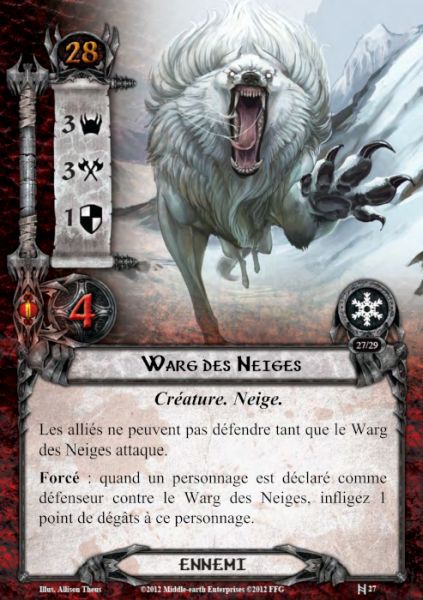 28
3
3
1
4
27/29
Warg des Neiges
Créature. Neige.
Les alliés ne peuvent pas défendre tant que le Warg
des Neiges attaque.
Forcé : quand un personnage est déclaré comme
défenseur contre le Warg des Neiges, infligez 1
point de dégâts à ce personnage.
ENNEMI
Illus. Allison Theus ©2012 Middle-earth Enterprises ©2012 FFG 27